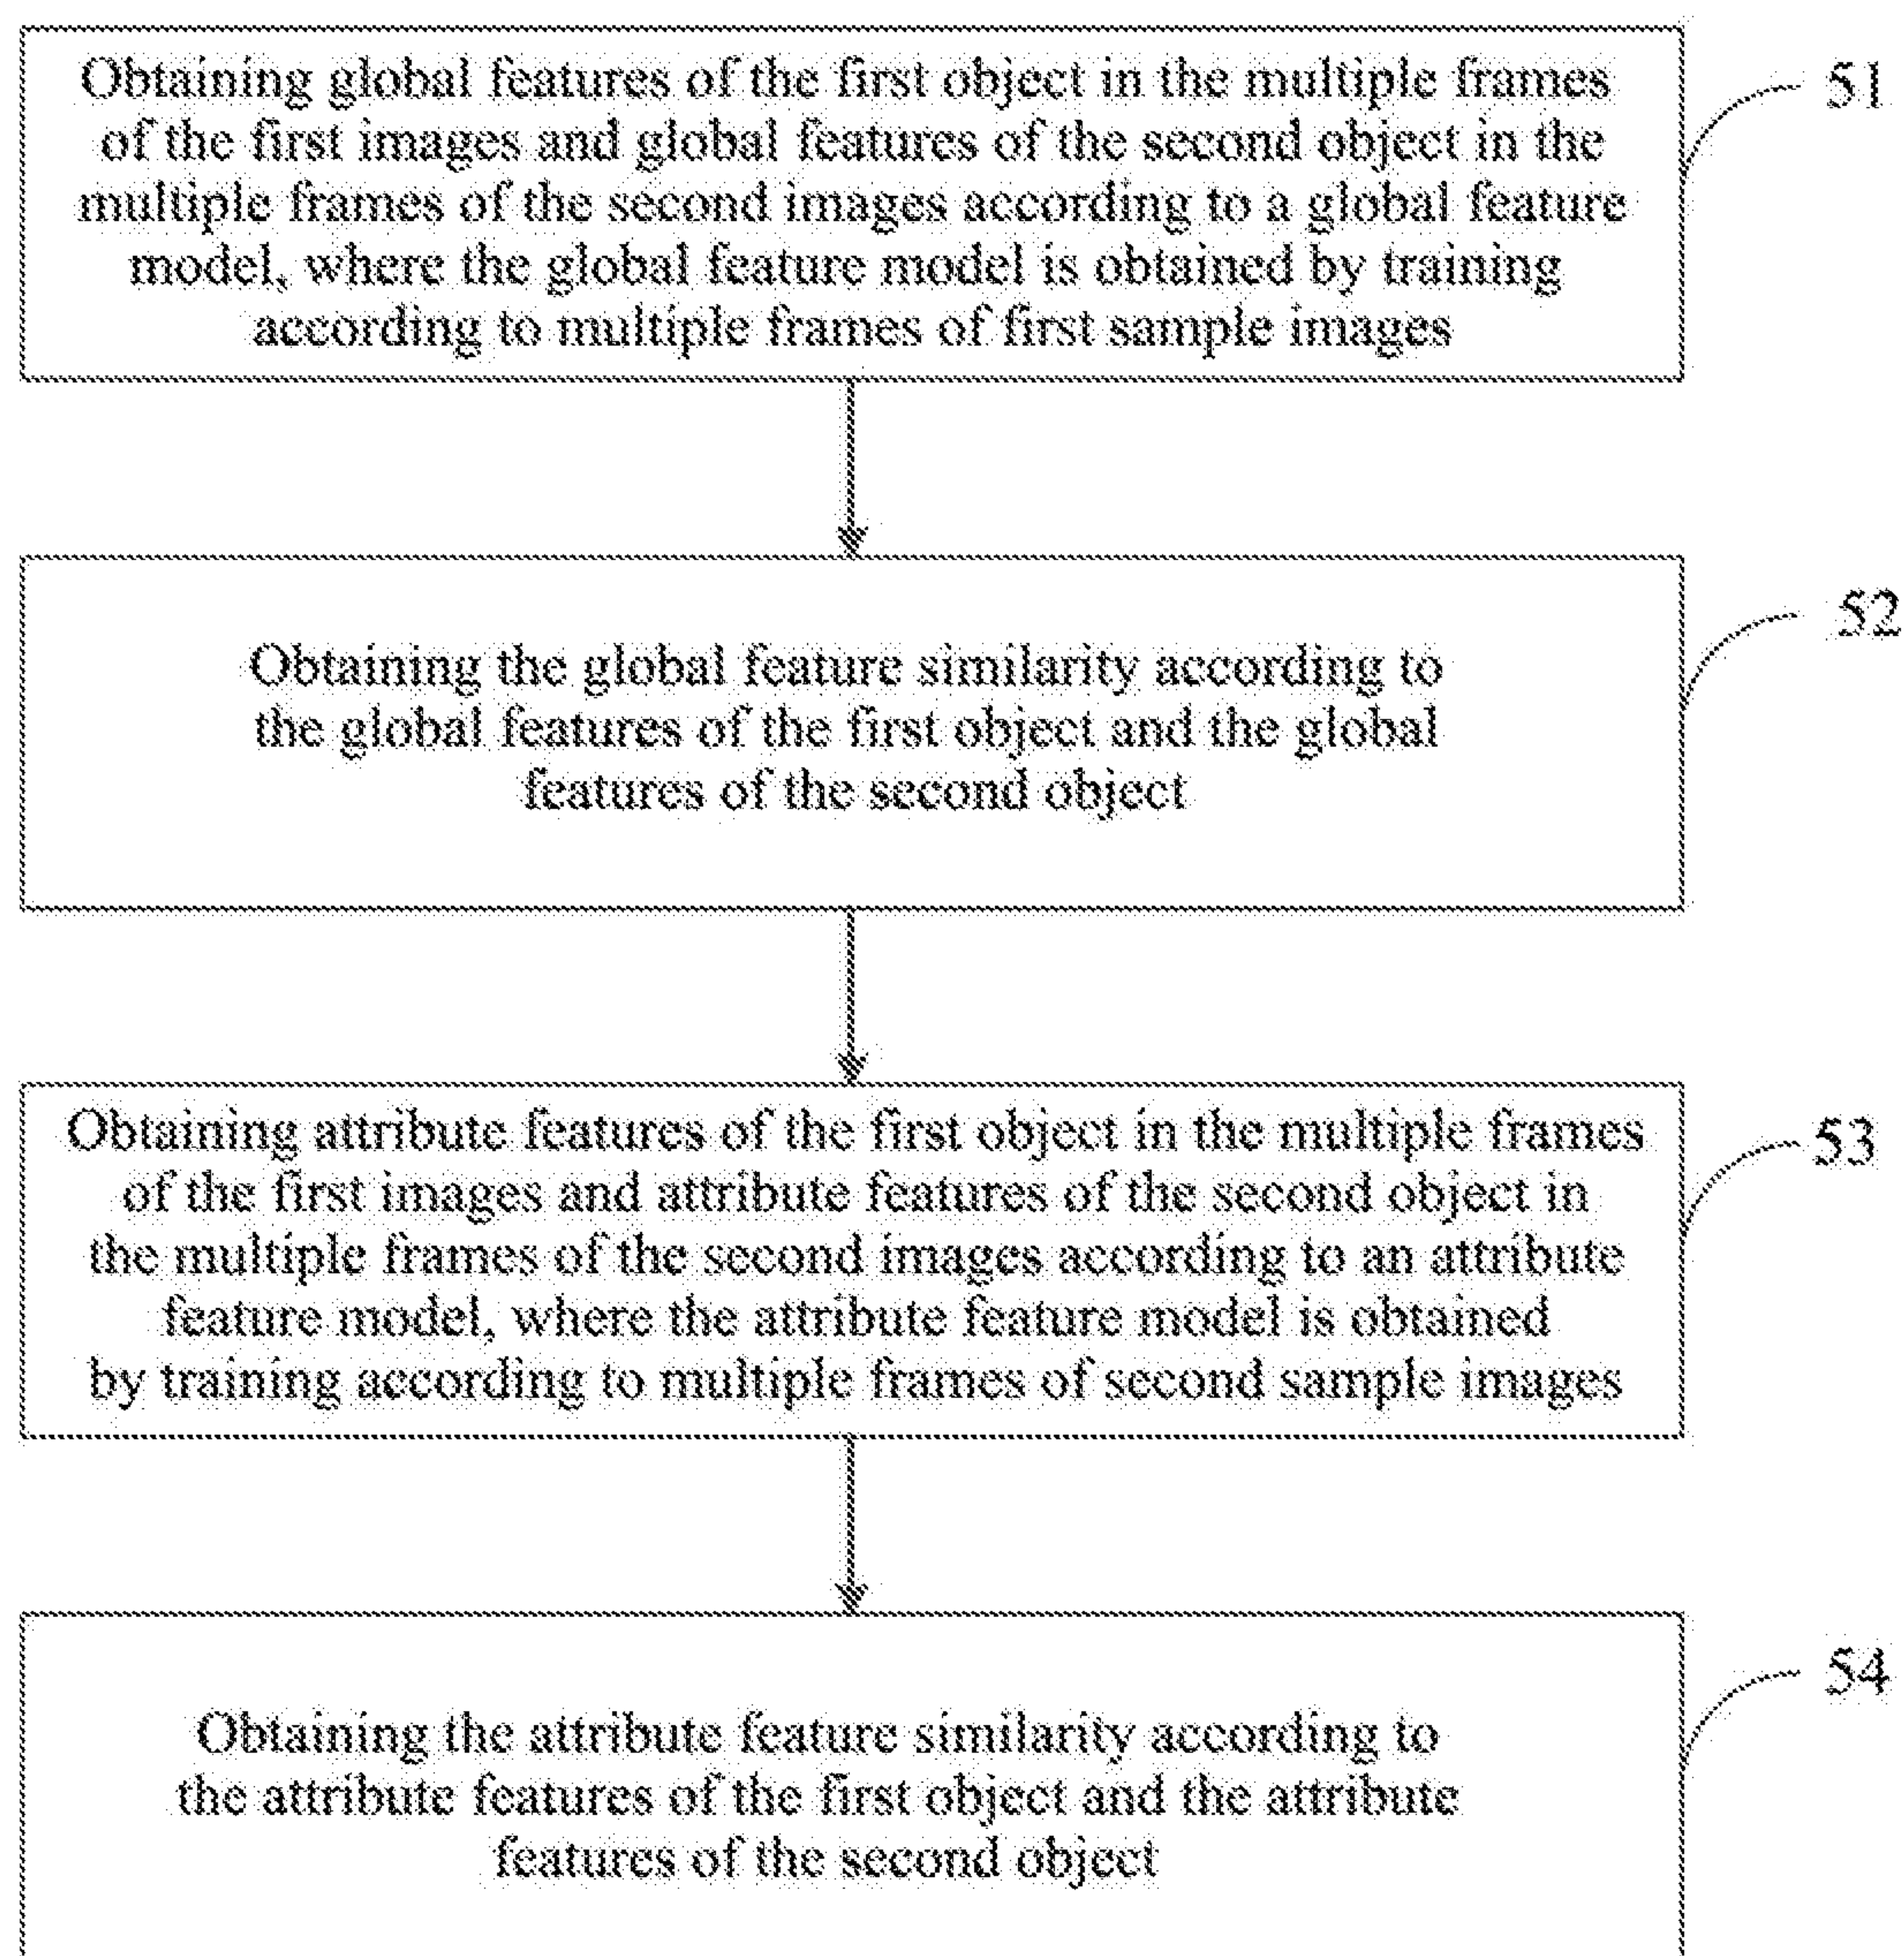 Obtaining global features of the first object in the multiple frames
of the first images and global features of the second object in the
multiple frames of the second images according to a global feature
model, where the global feature model is obtained by training
according to multiple frames of first sample images
51
Obtaining the global feature similarity according to
the global features of the first object and the global
features of the second object
52
Obtaining attribute features of the first object in the multiple frames
of the first images and attribute features of the second object in
the multiple frames of the second images according to an attribute
feature model, where the attribute feature model is obtained
by training according to multiple frames of second sample images
53
Obtaining the attribute feature similarity according to
the attribute features of the first object and the attribute
features of the second object
54